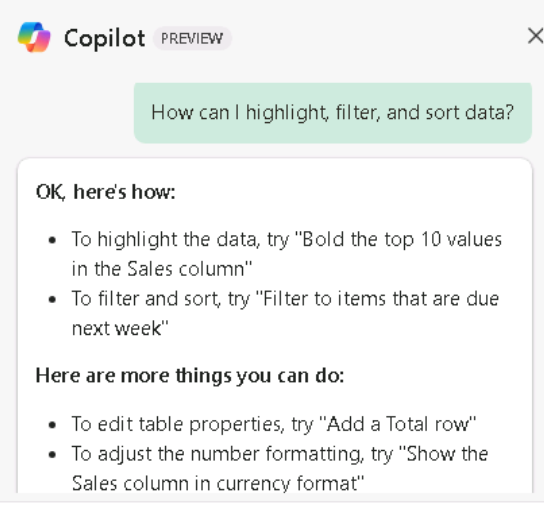 Copilot PREVIEW
How can I highlight, filter, and sort data?
OK, here's how:
• To highlight the data, try "Bold the top 10 values
in the Sales column"
• To filter and sort, try "Filter to items that are due
next week"
Here are more things you can do:
• To edit table properties, try "Add a Total row"
• To adjust the number formatting, try "Show the
Sales column in currency format"